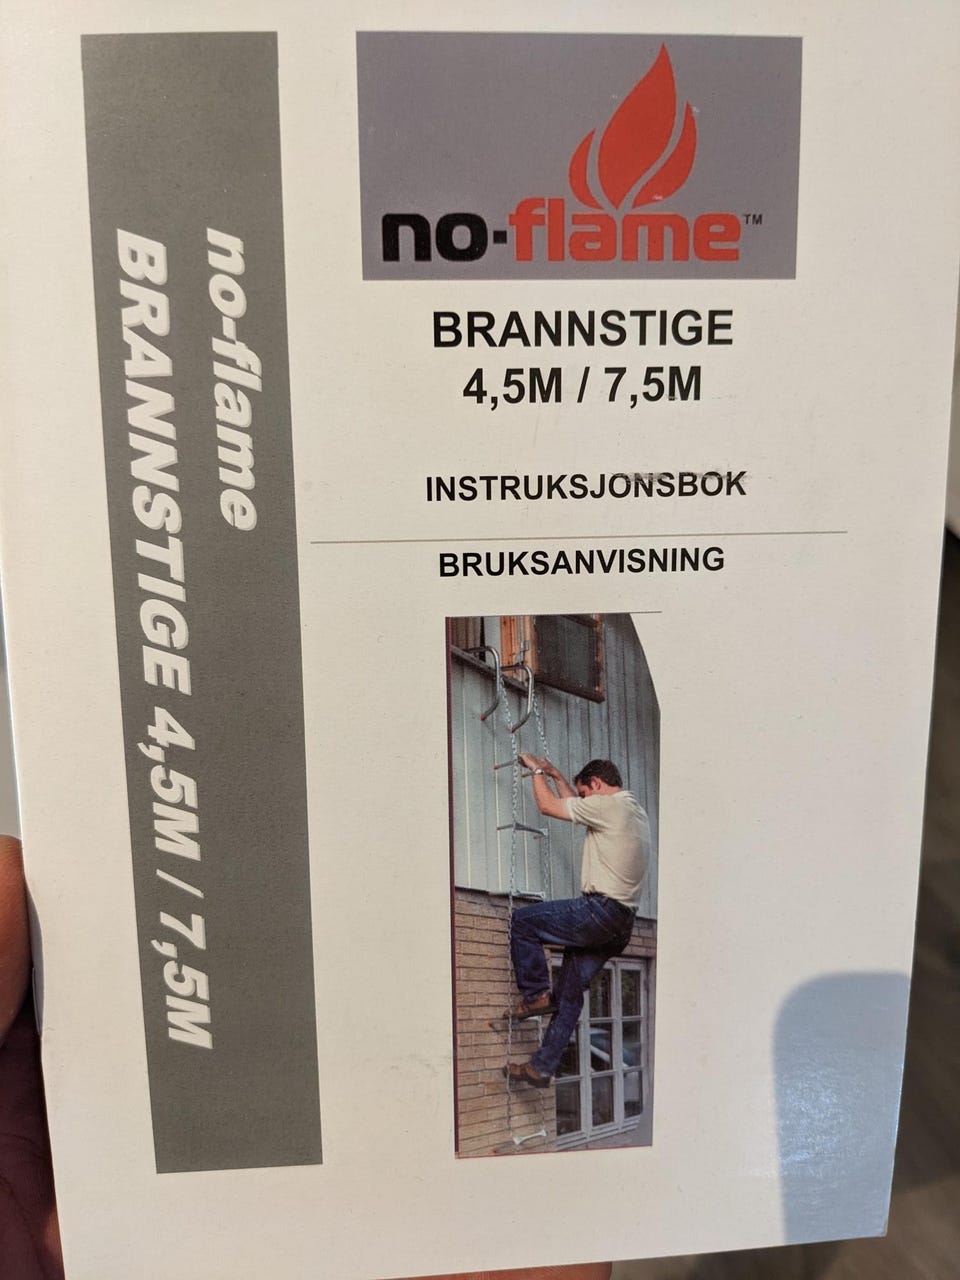 no-flame
BRANNSTIGE 4,5M / 7,5M
no-flame™
BRANNSTIGE
4,5M / 7,5M
INSTRUKSJONSBOK
BRUKSANVISNING